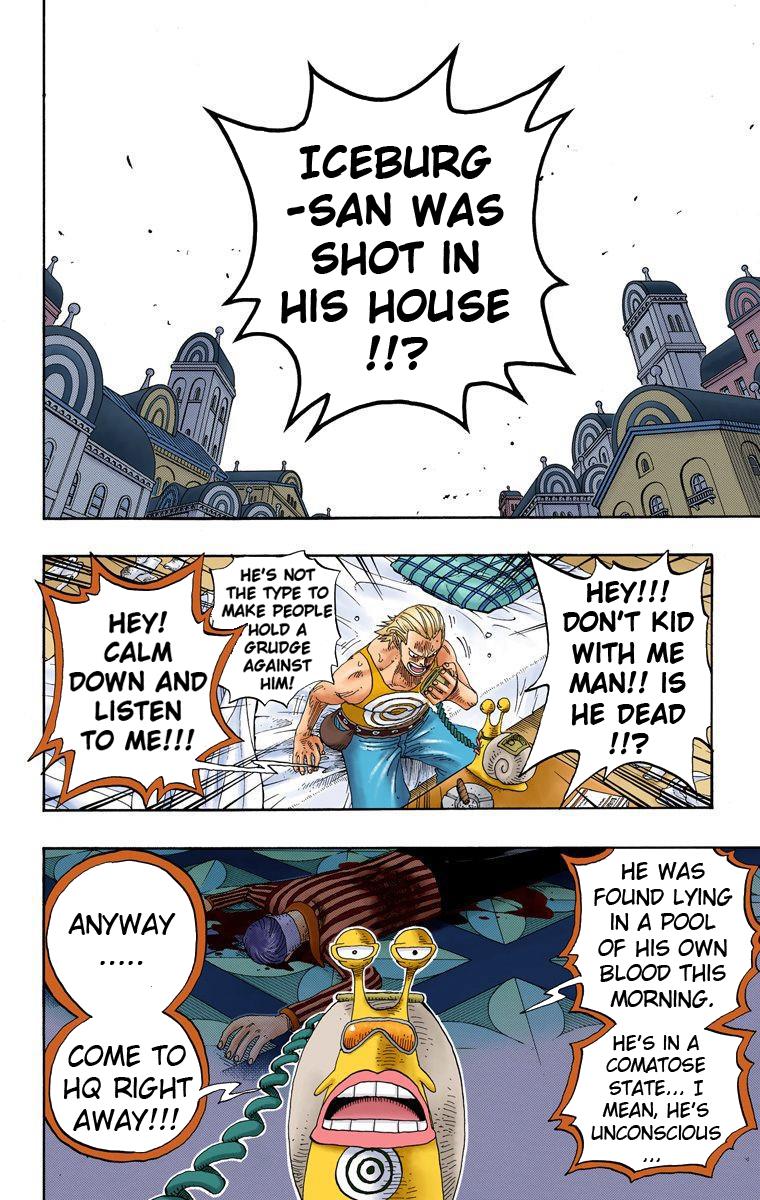 ICEBURG
-SAN WAS
SHOT IN
HIS HOUSE
!!?
HEY!!!
DON'T KID
WITH ME
MAN!! IS
HE DEAD
!!?
HE'S NOT
THE TYPE TO
MAKE PEOPLE
HOLD A
GRUDGE
AGAINST
HIM!
HEY!
CALM
DOWN AND
LISTEN
TO ME!!!
HE WAS
FOUND LYING
IN A POOL
OF HIS OWN
BLOOD THIS
MORNING.
HE'S IN A
COMATOSE
STATE... I
MEAN, HE'S
UNCONSCIOUS
...
ANYWAY
.....
COME TO
HQ RIGHT
AWAY!!!